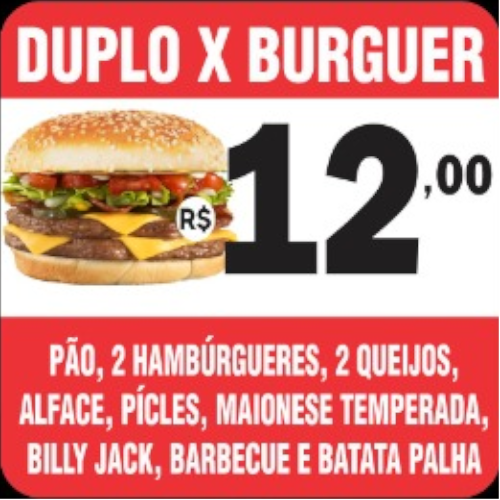 DUPLO X BURGUER
R$ 12,00
PÃO, 2 HAMBÚRGUERES, 2 QUEIJOS,
ALFACE, PÍCLES, MAIONESE TEMPERADA,
BILLY JACK, BARBECUE E BATATA PALHA